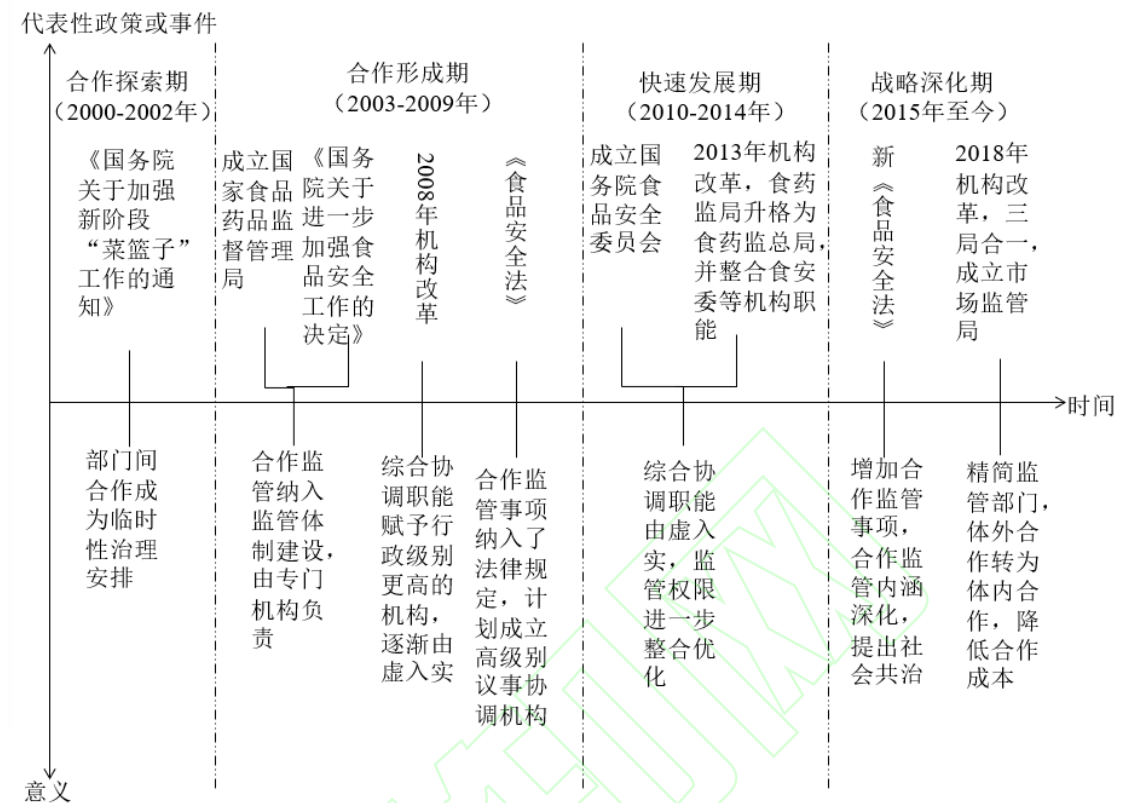 代表性政策或事件
合作探索期
（2000-2002年）
合作形成期
（2003-2009年）
快速发展期
（2010-2014年）
战略深化期
（2015年至今）
《国务院
关于加强
新阶段
“菜篮子”
工作的通
知》
成立国
家食品
药品监
督管理
局
《国务
院关于
进一步
加强食
品安全
工作的
决定》
2008年机构改革
《食品安全法》
成立国
务院食
品安全
委员会
2013年机构
改革，食药
监局升格为
食药监总局，
并整合食安
委等机构职
能
新《食品安全法》
2018年
机构改
革，三
局合一，
成立市
场监管
局
时间
部门间
合作成
为临时
性治理
安排
合作监
管纳入
监管体
制建设，
由专门
机构负
责
综合协
调职能
赋予行
政级别
更高的
机构，
逐渐由
虚入实
合作监
管事项
纳入了
法律规
定，计
划成立
高级别
议事协
调机构
综合协
调职能
由虚入
实，监
管权限
进一步
整合优
化
增加合
作监管
事项，
合作监
管内涵
深化，
提出社
会共治
精简监
管部门，
体外合
作转为
体内合
作，降
低合作
成本
意义